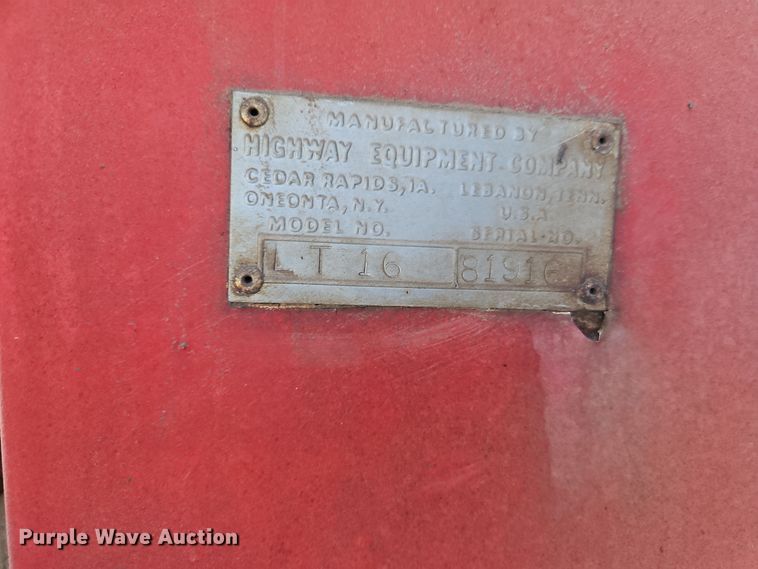 MANUFACTURED BY
HIGHWAY EQUIPMENT COMPANY
CEDAR RAPIDS, IA. LEBANON, TENN.
ONEONTA, N.Y. U.S.A
MODEL NO. SERIAL NO.
LT 16 81916
Purple Wave Auction